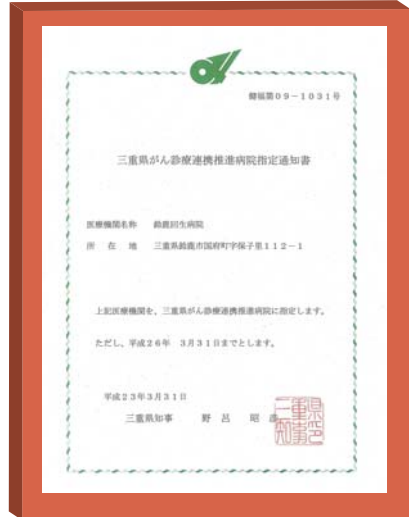 健福第09-1031号
三重県がん診療連携推進病院指定通知書
医療機関名称 鈴鹿回生病院
所在地 三重県鈴鹿市国府町字保子里112-1
上記医療機関を、三重県がん診療連携推進病院に指定します。
ただし、平成26年 3月31日までとします。
平成23年3月31日
三重県知事 野呂昭彦